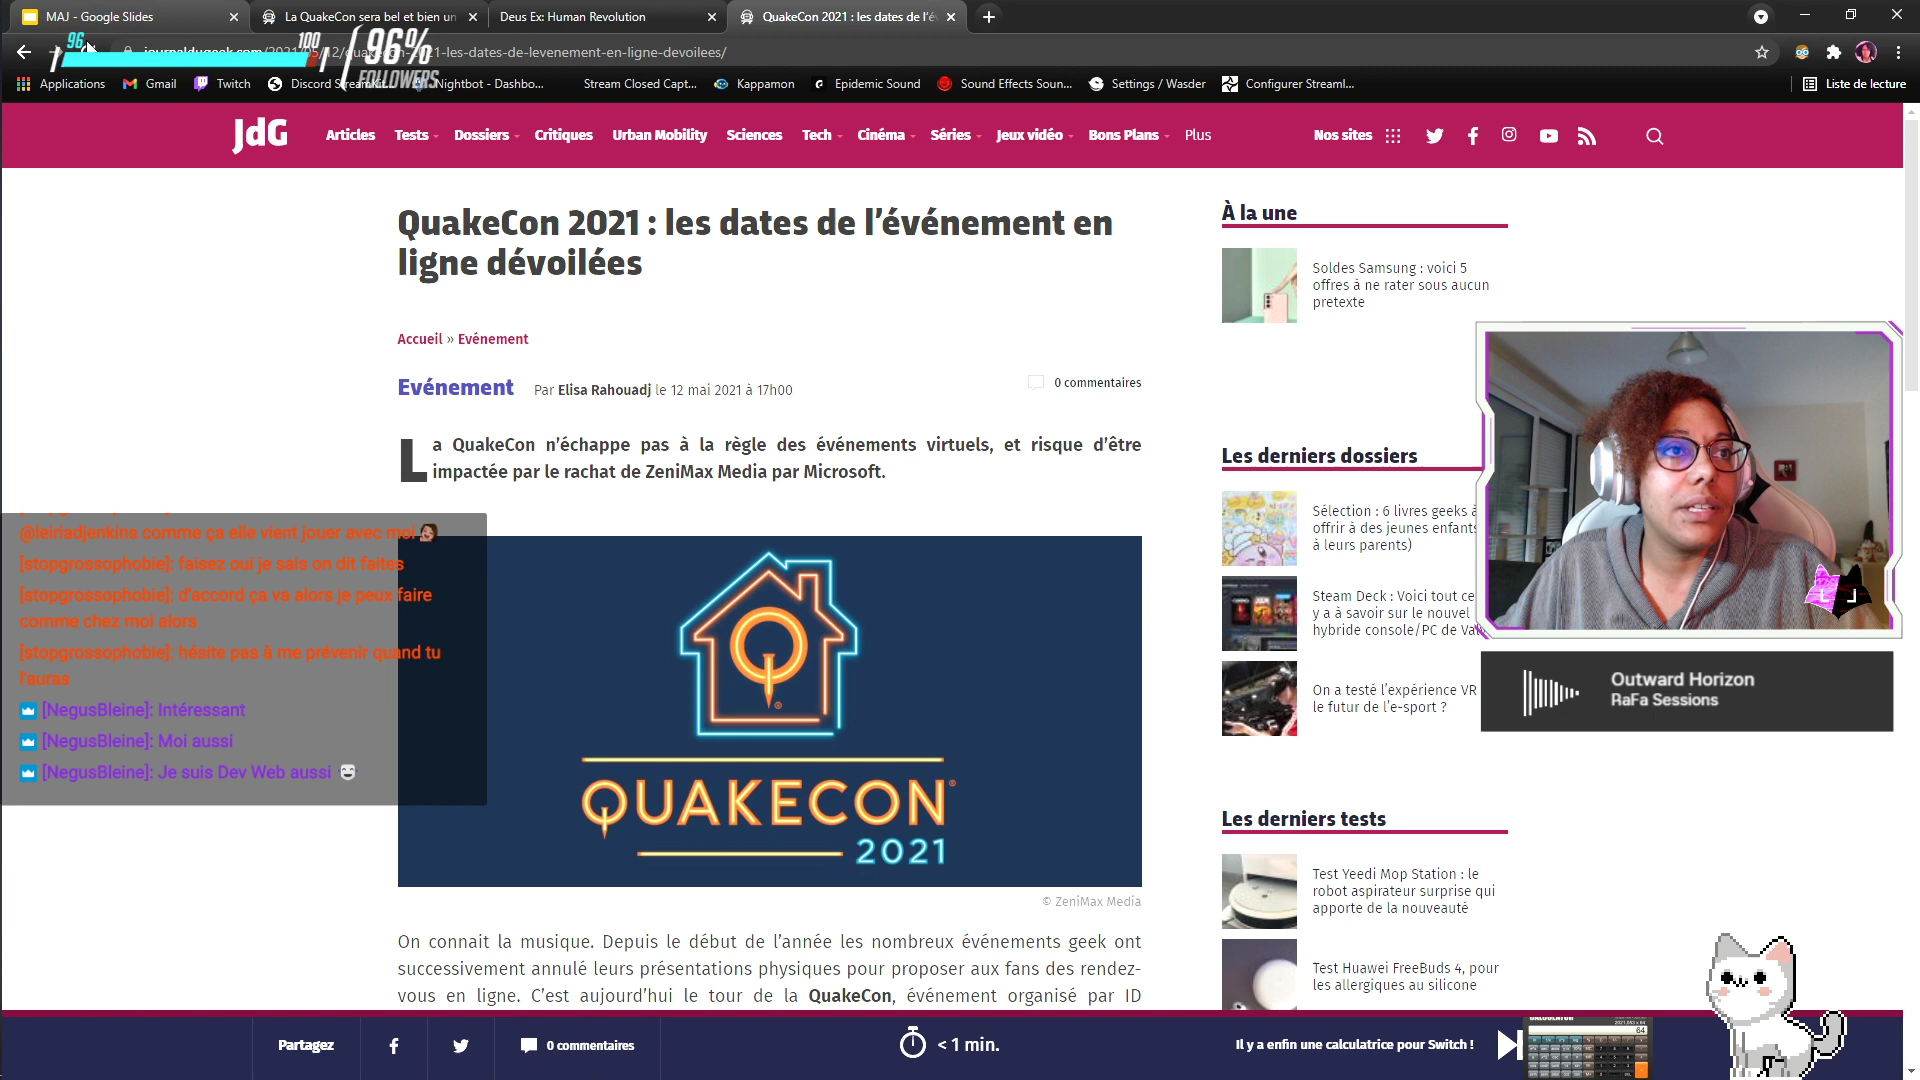 MAJ - Google Slides
La QuakeCon sera bel et bien un
Deus Ex: Human Revolution
QuakeCon 2021 : les dates de l'év
96
100
96%
FOLLOWERS
journaldugeek.com/2021/05/12/quakecon-2021-les-dates-de-levenement-en-ligne-devoilees/
Applications
Gmail
Twitch
Discord
Nightbot - Dashbo...
Stream Closed Capt...
Kappamon
Epidemic Sound
Sound Effects Soun...
Settings / Wasder
Configurer Streaml...
Liste de lecture
JdG
Articles
Tests
Dossiers
Critiques
Urban Mobility
Sciences
Tech
Cinéma
Séries
Jeux vidéo
Bons Plans
Plus
Nos sites
QuakeCon 2021 : les dates de l'événement en
ligne dévoilées
Accueil » Evénement
Evénement
Par Elisa Rahouadj le 12 mai 2021 à 17h00
0 commentaires
La QuakeCon n'échappe pas à la règle des événements virtuels, et risque d'être
impactée par le rachat de ZeniMax Media par Microsoft.
@leiriadjenkins comme ça elle vient jouer avec moi
[stopgrossophobie]: faisez oui je sais on dit faites
[stopgrossophobie]: d'accord ça va alors je peux faire
comme chez moi alors
[stopgrossophobie]: hésite pas à me prévenir quand tu
l'auras
[NegusBleine]: Intéressant
[NegusBleine]: Moi aussi
[NegusBleine]: Je suis Dev Web aussi
QUAKECON®
2021
© ZeniMax Media
On connait la musique. Depuis le début de l'année les nombreux événements geek ont
successivement annulé leurs présentations physiques pour proposer aux fans des rendez-
vous en ligne. C'est aujourd'hui le tour de la QuakeCon, événement organisé par ID
À la une
Soldes Samsung : voici 5
offres à ne rater sous aucun
pretexte
Les derniers dossiers
Sélection : 6 livres geeks à
offrir à des jeunes enfants
à leurs parents)
Steam Deck : Voici tout ce
y a à savoir sur le nouvel
hybride console/PC de Val
On a testé l'expérience VR
le futur de l'e-sport ?
L J
Outward Horizon
RaFa Sessions
Les derniers tests
Test Yeedi Mop Station : le
robot aspirateur surprise qui
apporte de la nouveauté
Test Huawei FreeBuds 4, pour
les allergiques au silicone
Partagez
0 commentaires
< 1 min.
Il y a enfin une calculatrice pour Switch !
CALCULATOR
64